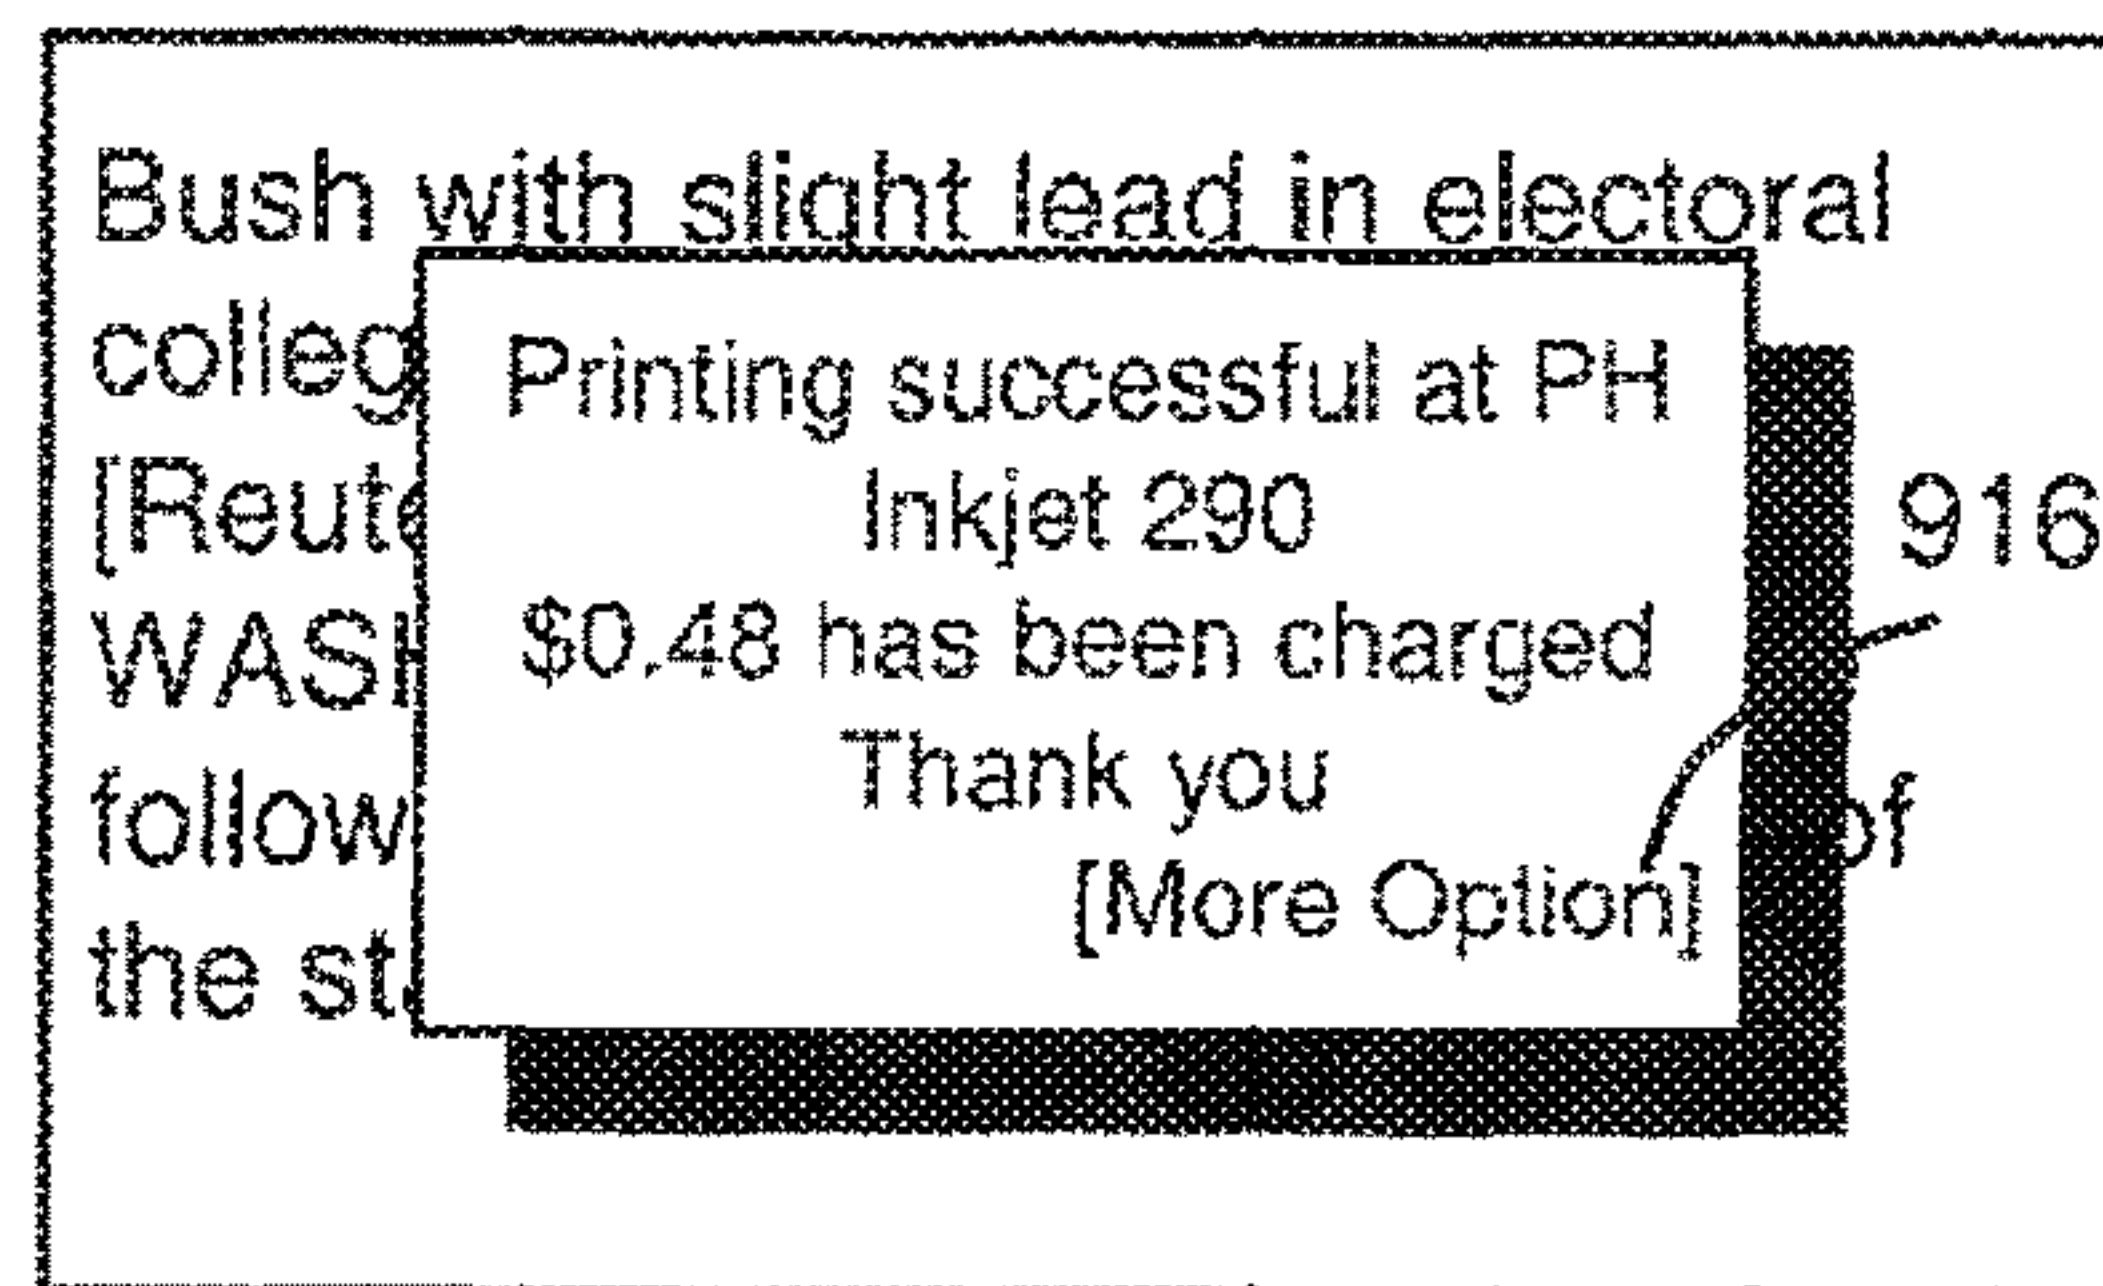 Bush with slight lead in electoral
colleg
[Reute
WASH
follow of
the st
Printing successful at PH
Inkjet 290
$0.48 has been charged
Thank you
[More Option]
916